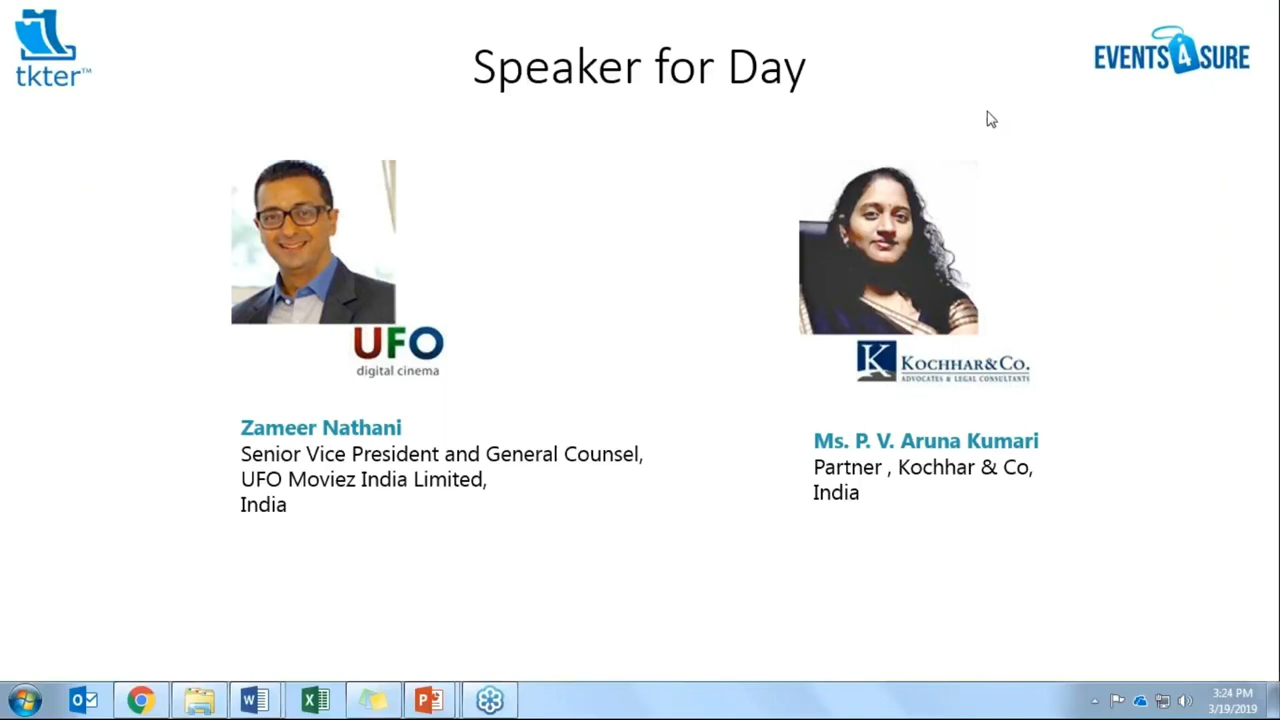 tkter™
Speaker for Day
EVENTS4SURE
UFO
digital cinema
Zameer Nathani
Senior Vice President and General Counsel,
UFO Moviez India Limited,
India
K KOCHHAR & CO.
ADVOCATES & LEGAL CONSULTANTS
Ms. P. V. Aruna Kumari
Partner , Kochhar & Co,
India
3:24 PM
3/19/2019